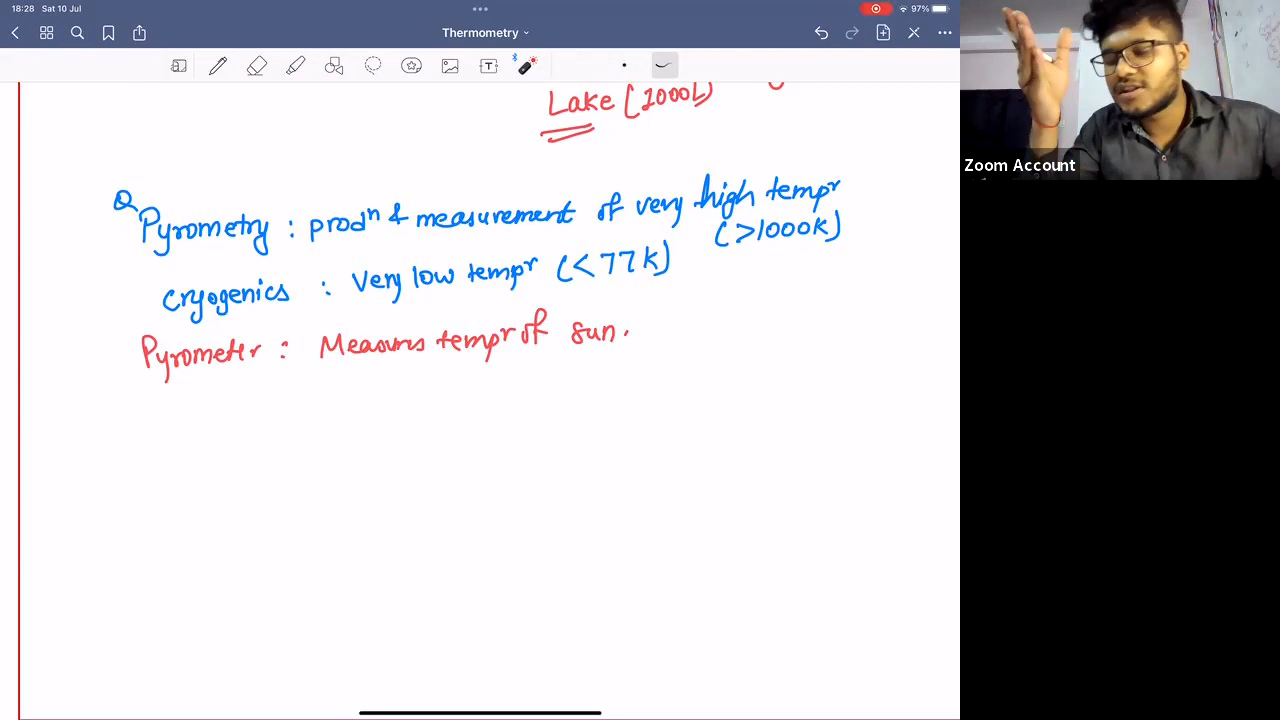 18:28 Sat 10 Jul
97%
Thermometry
T
Zoom Account
Lake (1000L)
Q
Pyrometry : prodⁿ & measurement of very high tempʳ
(>1000K)
Cryogenics : Very low tempʳ (<77K)
Pyrometer : Measures tempʳ of sun.